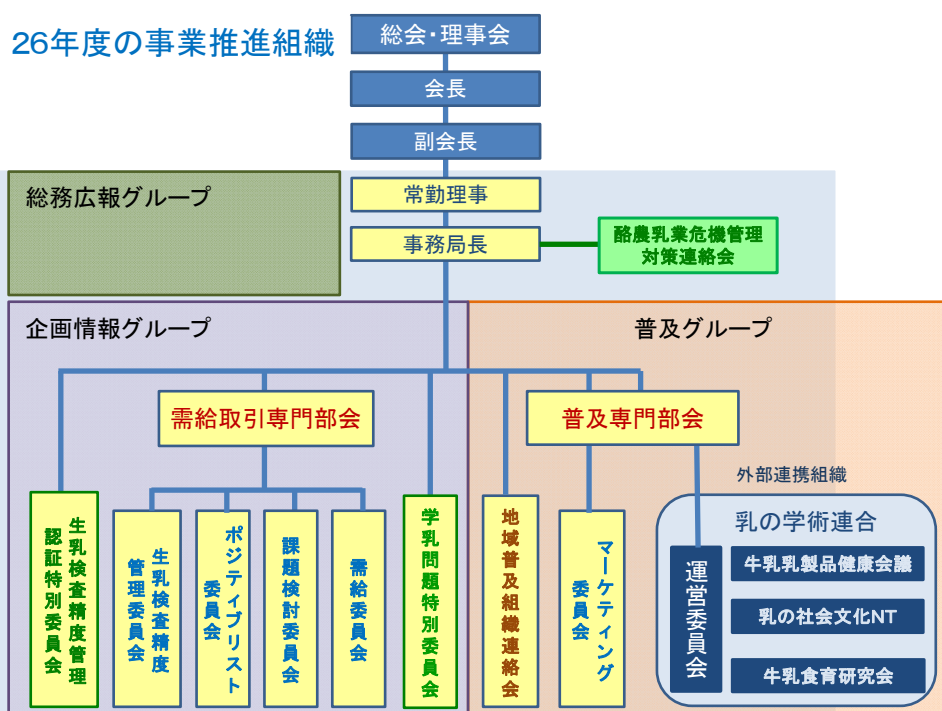 26年度の事業推進組織
総会・理事会
会長
副会長
総務広報グループ
常勤理事
事務局長
酪農乳業危機管理
対策連絡会
企画情報グループ
普及グループ
需給取引専門部会
普及専門部会
外部連携組織
生乳検査精度管理
認証特別委員会
生乳検査精度
管理委員会
ポジティブリスト
委員会
課題検討委員会
需給委員会
学乳問題特別委員会
地域普及組織連絡会
マーケティング
委員会
乳の学術連合
運営委員会
牛乳乳製品健康会議
乳の社会文化NT
牛乳食育研究会